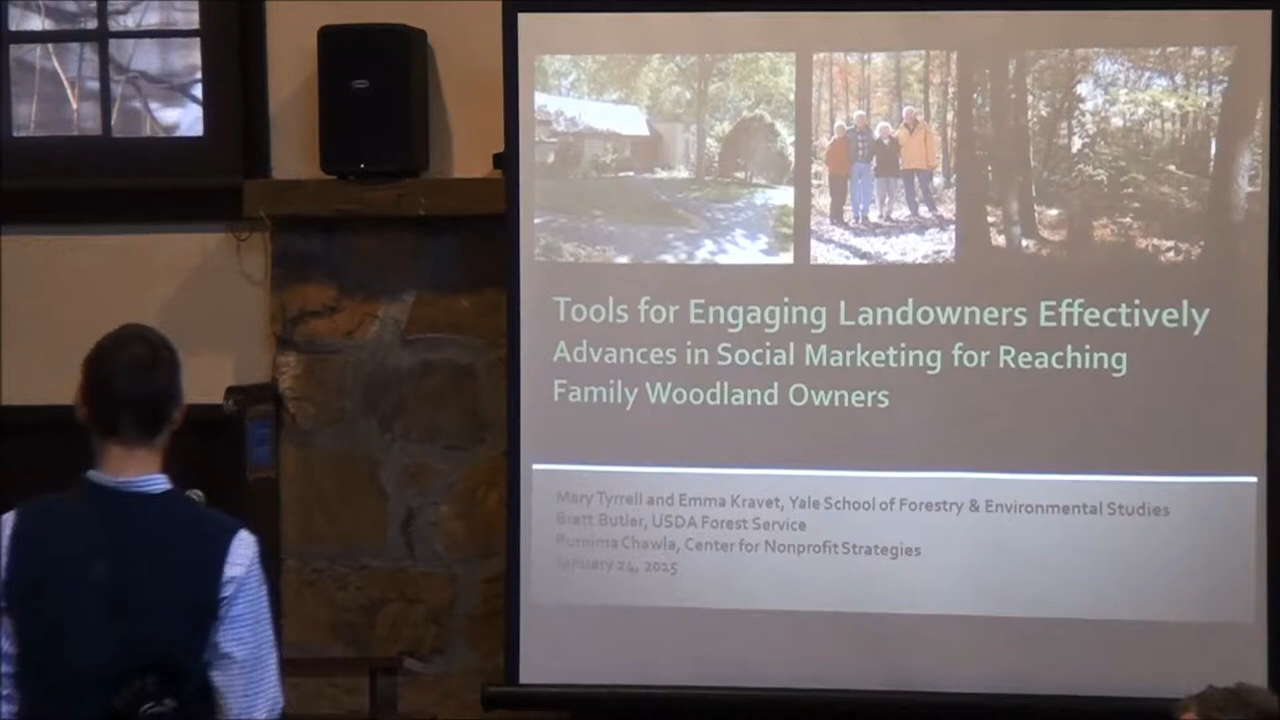 Tools for Engaging Landowners Effectively
Advances in Social Marketing for Reaching
Family Woodland Owners
Mary Tyrrell and Emma Kravet, Yale School of Forestry & Environmental Studies
Brett Butler, USDA Forest Service
Purnima Chawla, Center for Nonprofit Strategies
January 24, 2015